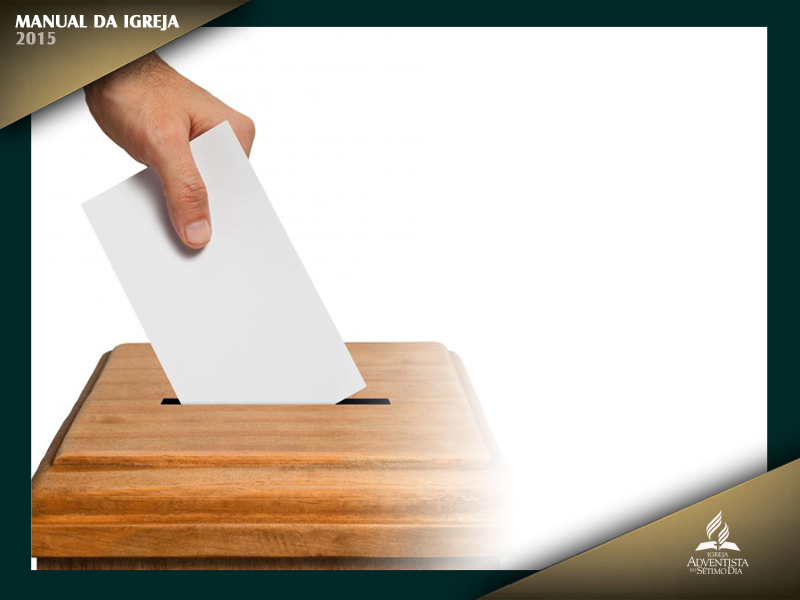 MANUAL DA IGREJA
2015
IGREJA
ADVENTISTA
DO SÉTIMO DIA